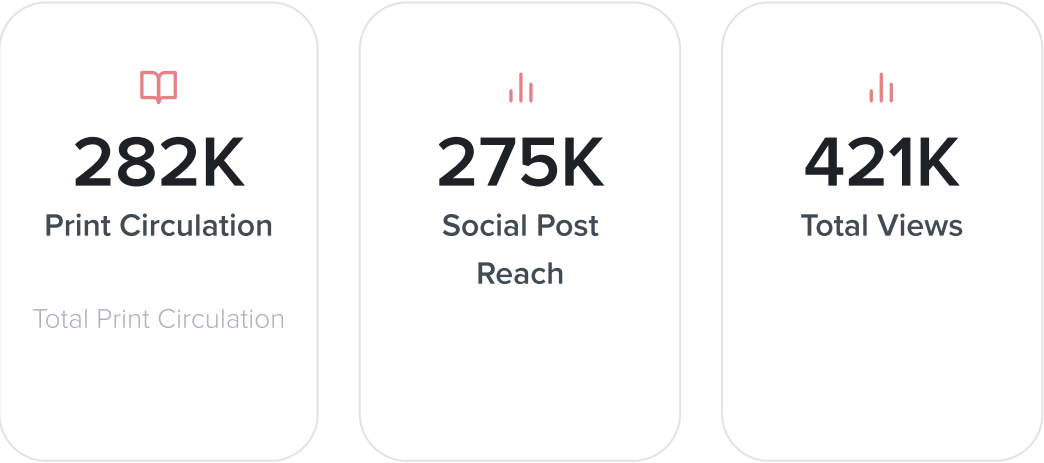 282K
Print Circulation
Total Print Circulation
275K
Social Post
Reach
421K
Total Views